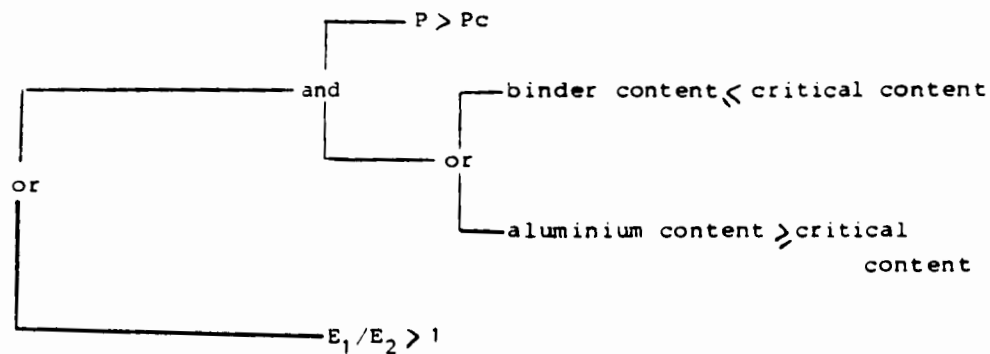 P > Pc
and
binder content ⩽ critical content
or
or
aluminium content ⩾ critical
content
E₁/E₂ > 1